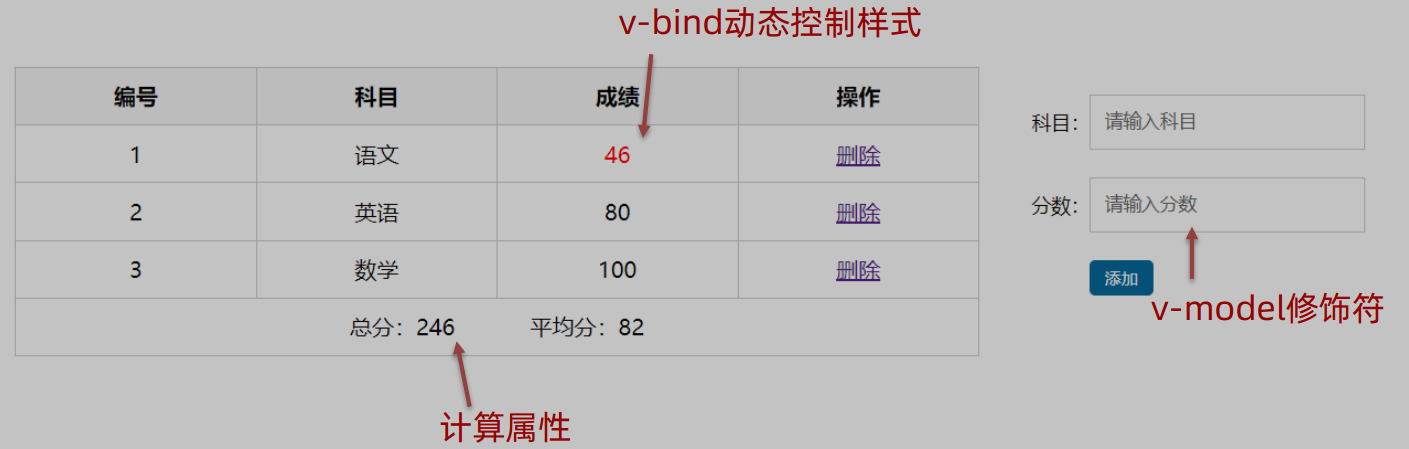 v-bind动态控制样式
编号 科目 成绩 操作
1 语文 46 删除
2 英语 80 删除
3 数学 100 删除
总分：246 平均分：82
科目： 请输入科目
分数： 请输入分数
添加
v-model修饰符
计算属性